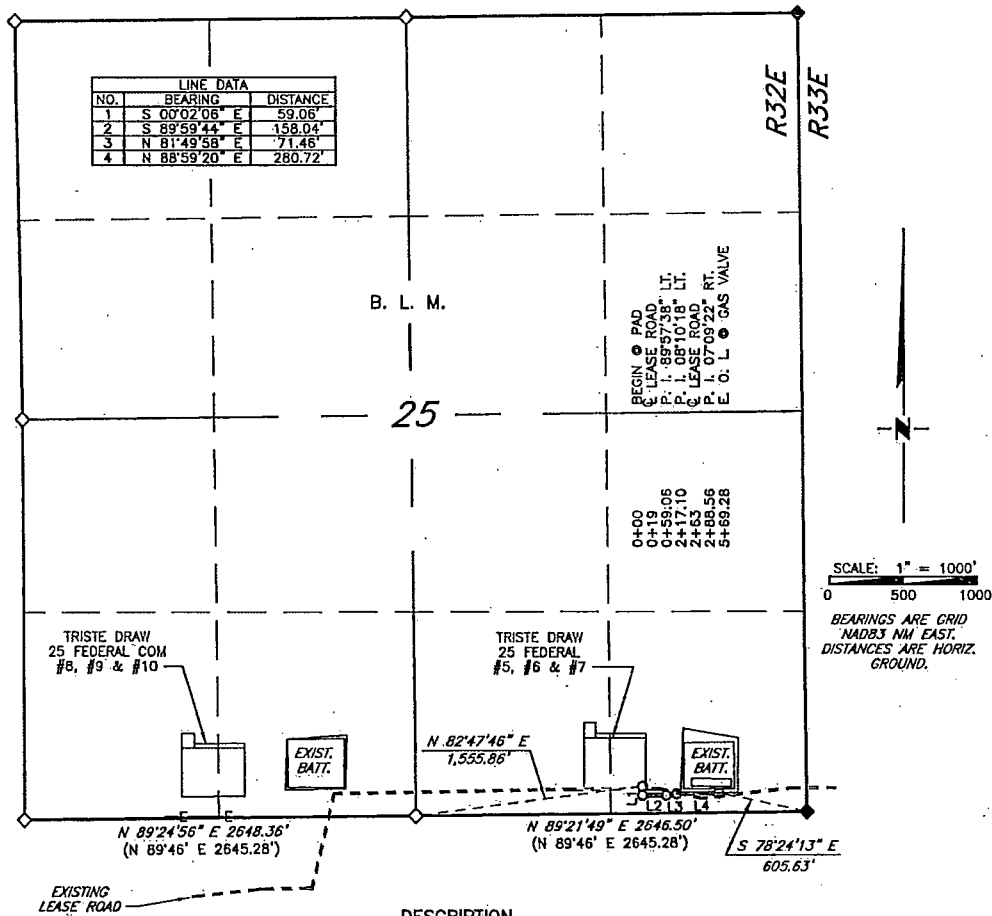 LINE DATA
NO. BEARING DISTANCE
1 S 00°02'06" E 59.06'
2 S 89°59'44" E 158.04'
3 N 81°49'58" E 71.46'
4 N 88°59'20" E 280.72'
R32E
R33E
B. L. M.
25
0+00 BEGIN @ PAD
0+19 ℄ LEASE ROAD
0+59.06 P. I. 89°57'38" LT.
2+17.10 P. I. 08°10'18" LT.
2+63 ℄ LEASE ROAD
2+88.56 P. I. 07°09'22" RT.
5+69.28 E. O. L @ GAS VALVE
N
SCALE: 1" = 1000'
0 500 1000
BEARINGS ARE GRID
NAD83 NM EAST.
DISTANCES ARE HORIZ.
GROUND.
TRISTE DRAW
25 FEDERAL COM
#8, #9 & #10
TRISTE DRAW
25 FEDERAL
#5, #6 & #7
EXIST.
BATT.
N 82°47'46" E
1,555.86'
EXIST.
BATT.
L2 L3 L4
E E
N 89°24'56" E 2648.36'
(N 89°46' E 2645.28')
N 89°21'49" E 2646.50'
(N 89°46' E 2645.28')
S 78°24'13" E
605.63'
EXISTING
LEASE ROAD